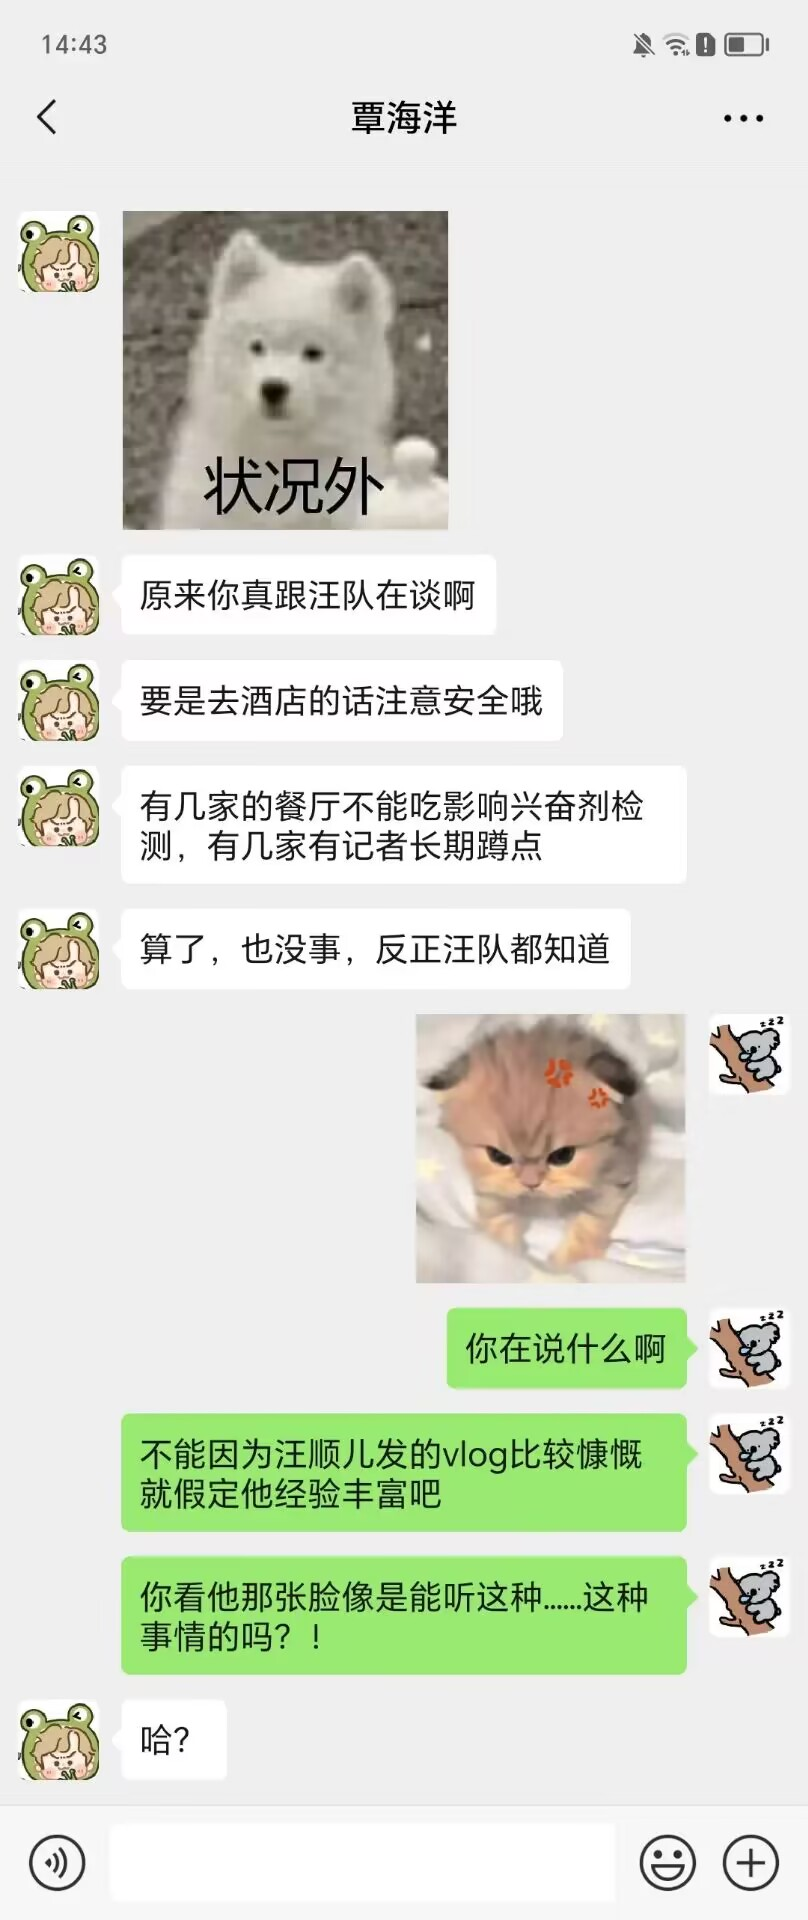 14:43
覃海洋
状况外
原来你真跟汪队在谈啊
要是去酒店的话注意安全哦
有几家的餐厅不能吃影响兴奋剂检
测，有几家有记者长期蹲点
算了，也没事，反正汪队都知道
zzz
zzz
你在说什么啊
zzz
不能因为汪顺儿发的vlog比较慷慨
就假定他经验丰富吧
zzz
你看他那张脸像是能听这种……这种
事情的吗？！
哈？